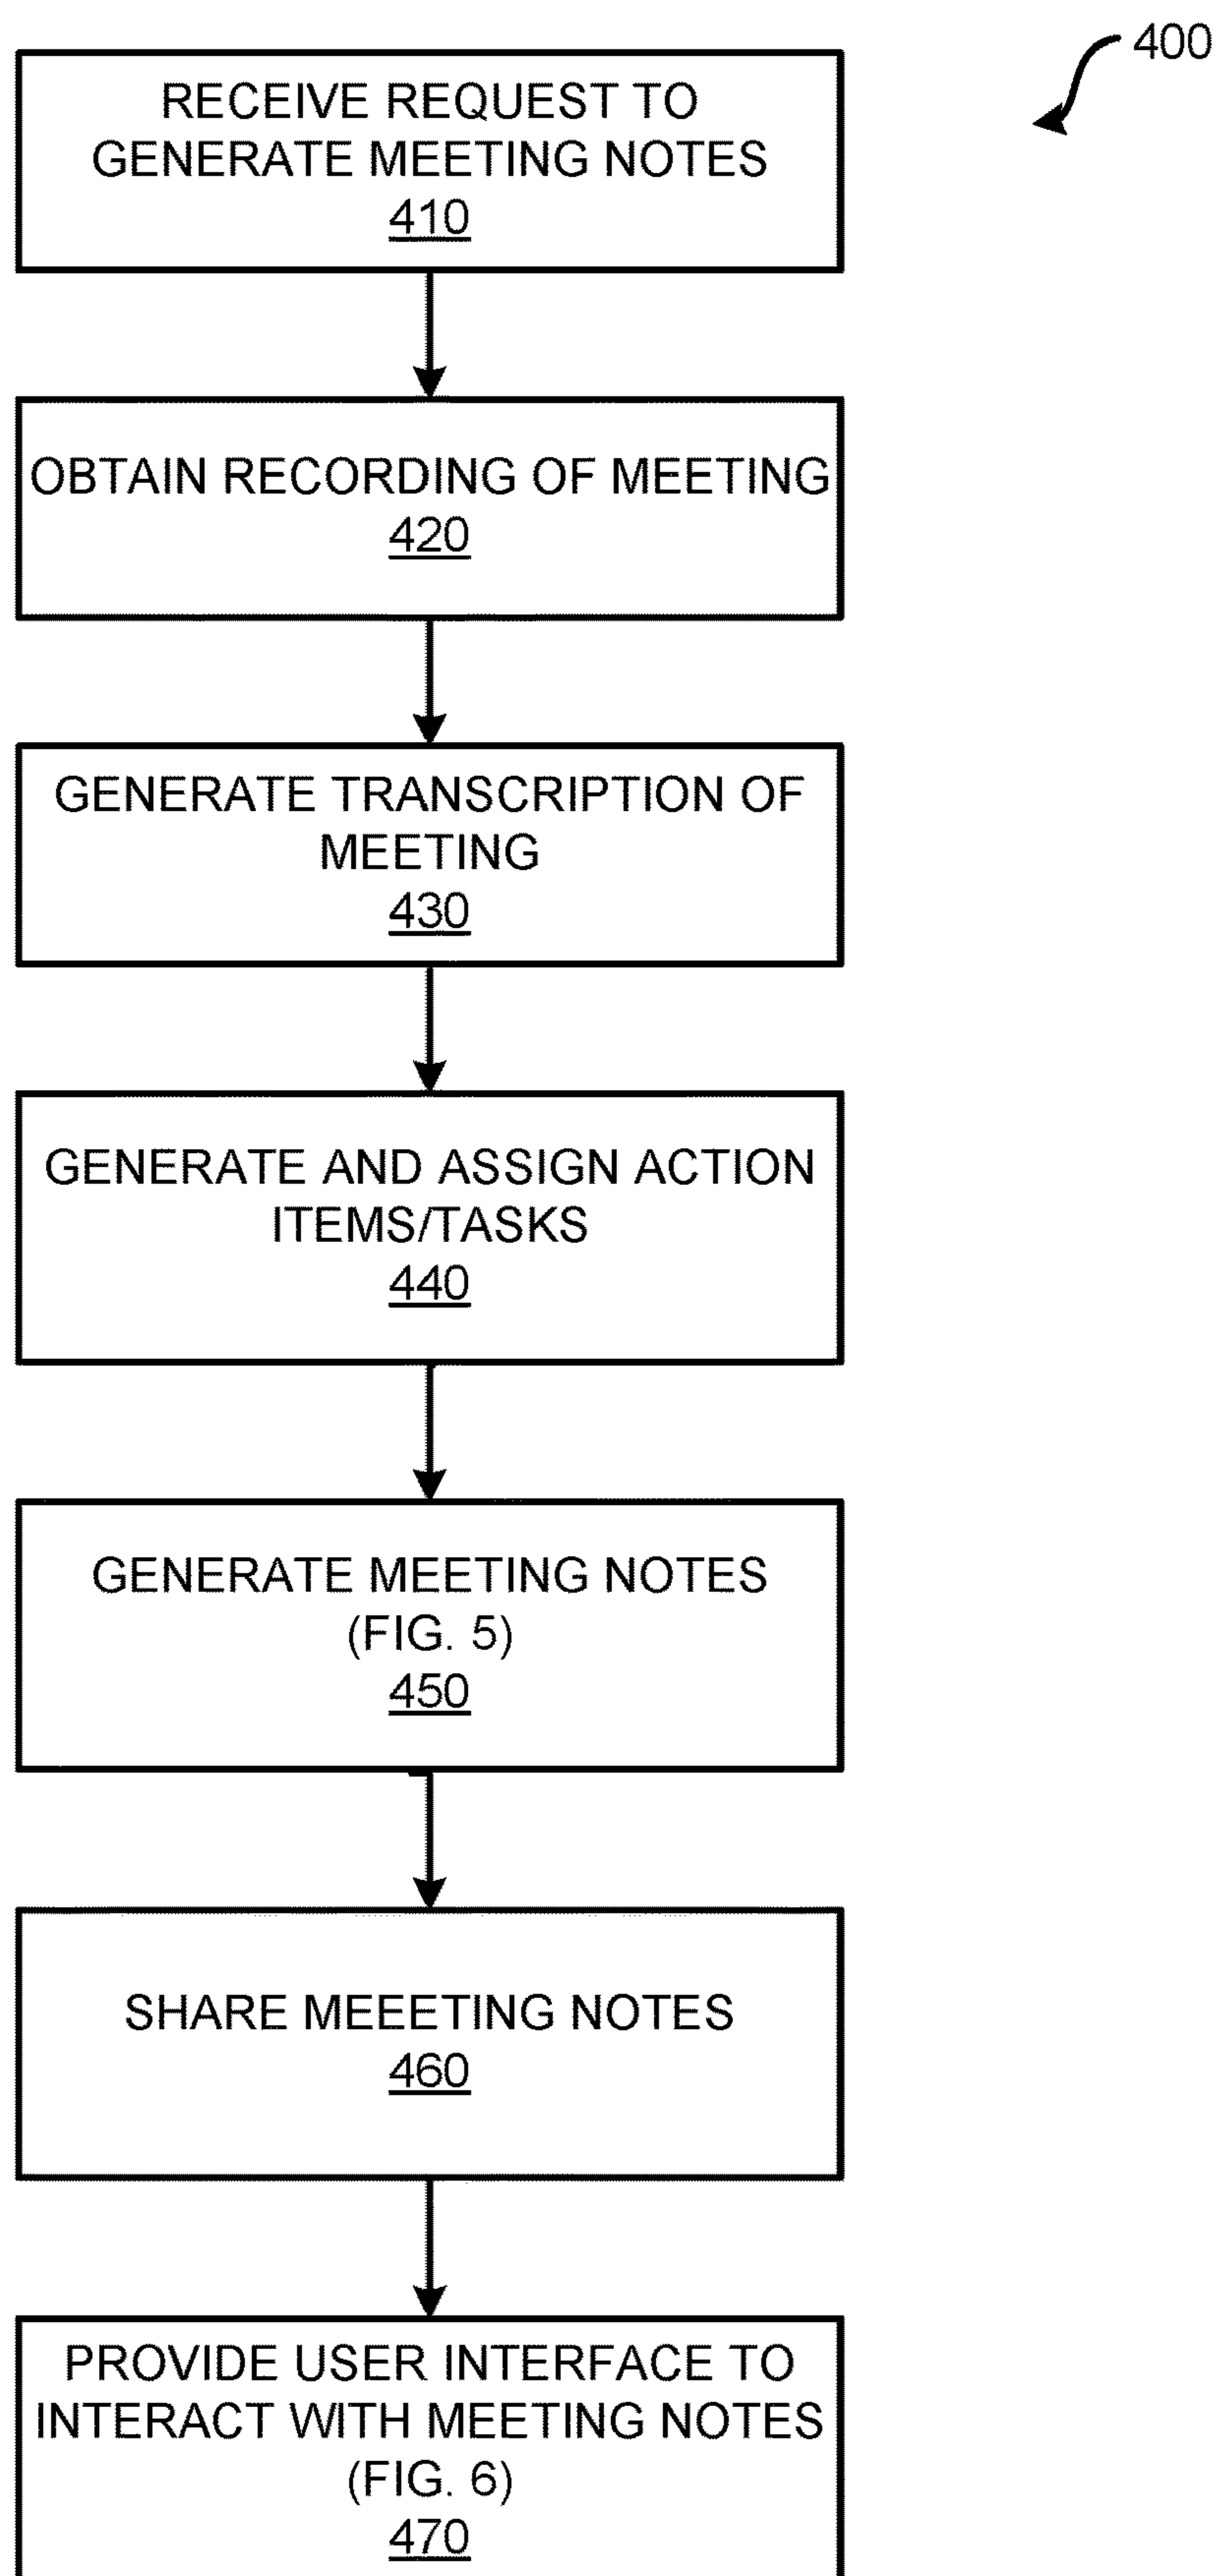 400
RECEIVE REQUEST TO
GENERATE MEETING NOTES
410
OBTAIN RECORDING OF MEETING
420
GENERATE TRANSCRIPTION OF
MEETING
430
GENERATE AND ASSIGN ACTION
ITEMS/TASKS
440
GENERATE MEETING NOTES
(FIG. 5)
450
SHARE MEEETING NOTES
460
PROVIDE USER INTERFACE TO
INTERACT WITH MEETING NOTES
(FIG. 6)
470